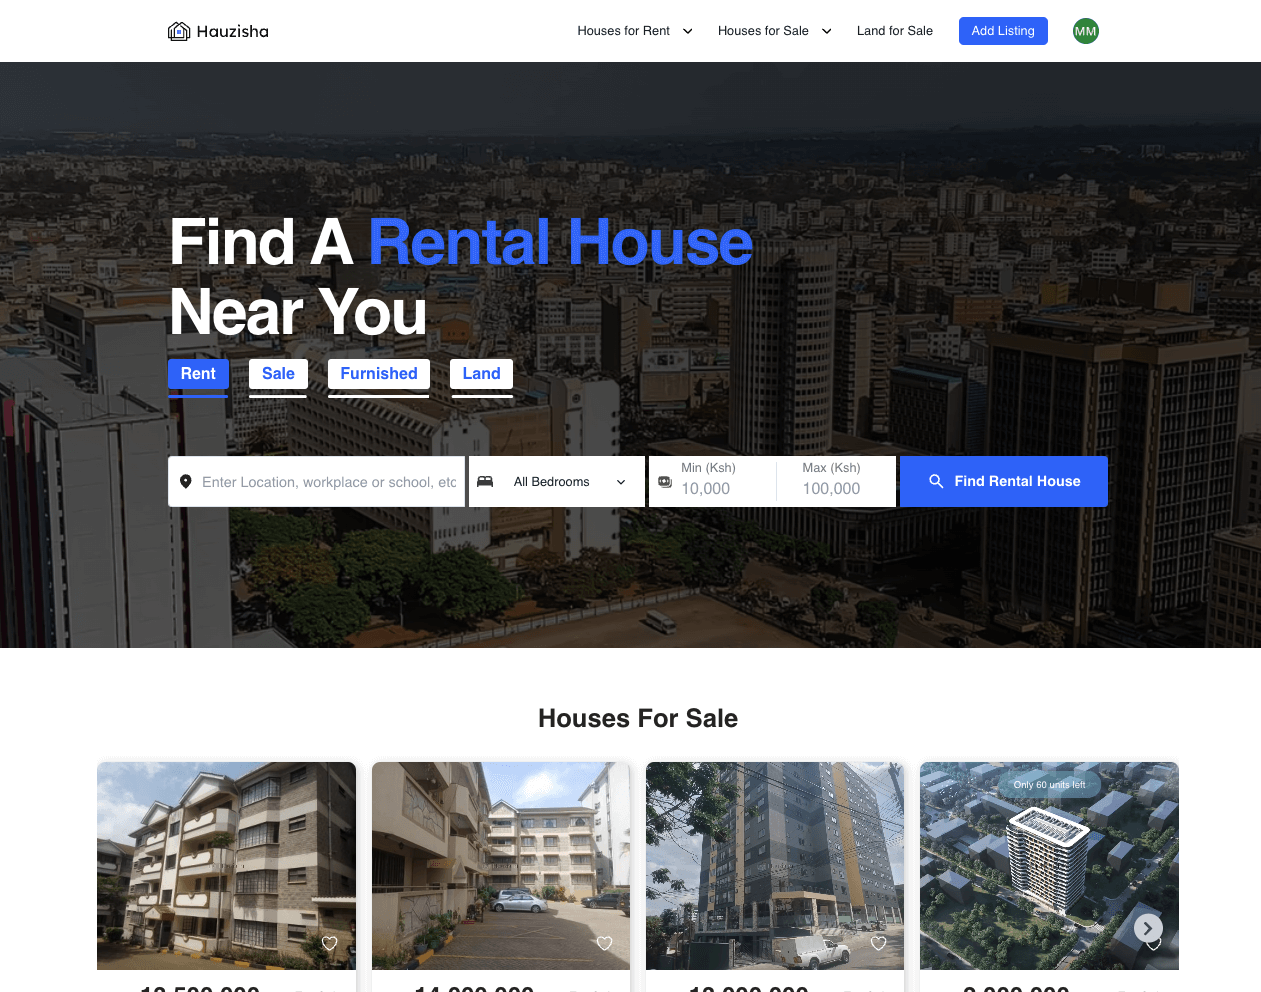 Hauzisha
Houses for Rent
Houses for Sale
Land for Sale
Add Listing
MM
Find A Rental House
Near You
Rent
Sale
Furnished
Land
Enter Location, workplace or school, etc
All Bedrooms
Min (Ksh)
10,000
Max (Ksh)
100,000
Find Rental House
Houses For Sale
Only 60 units left